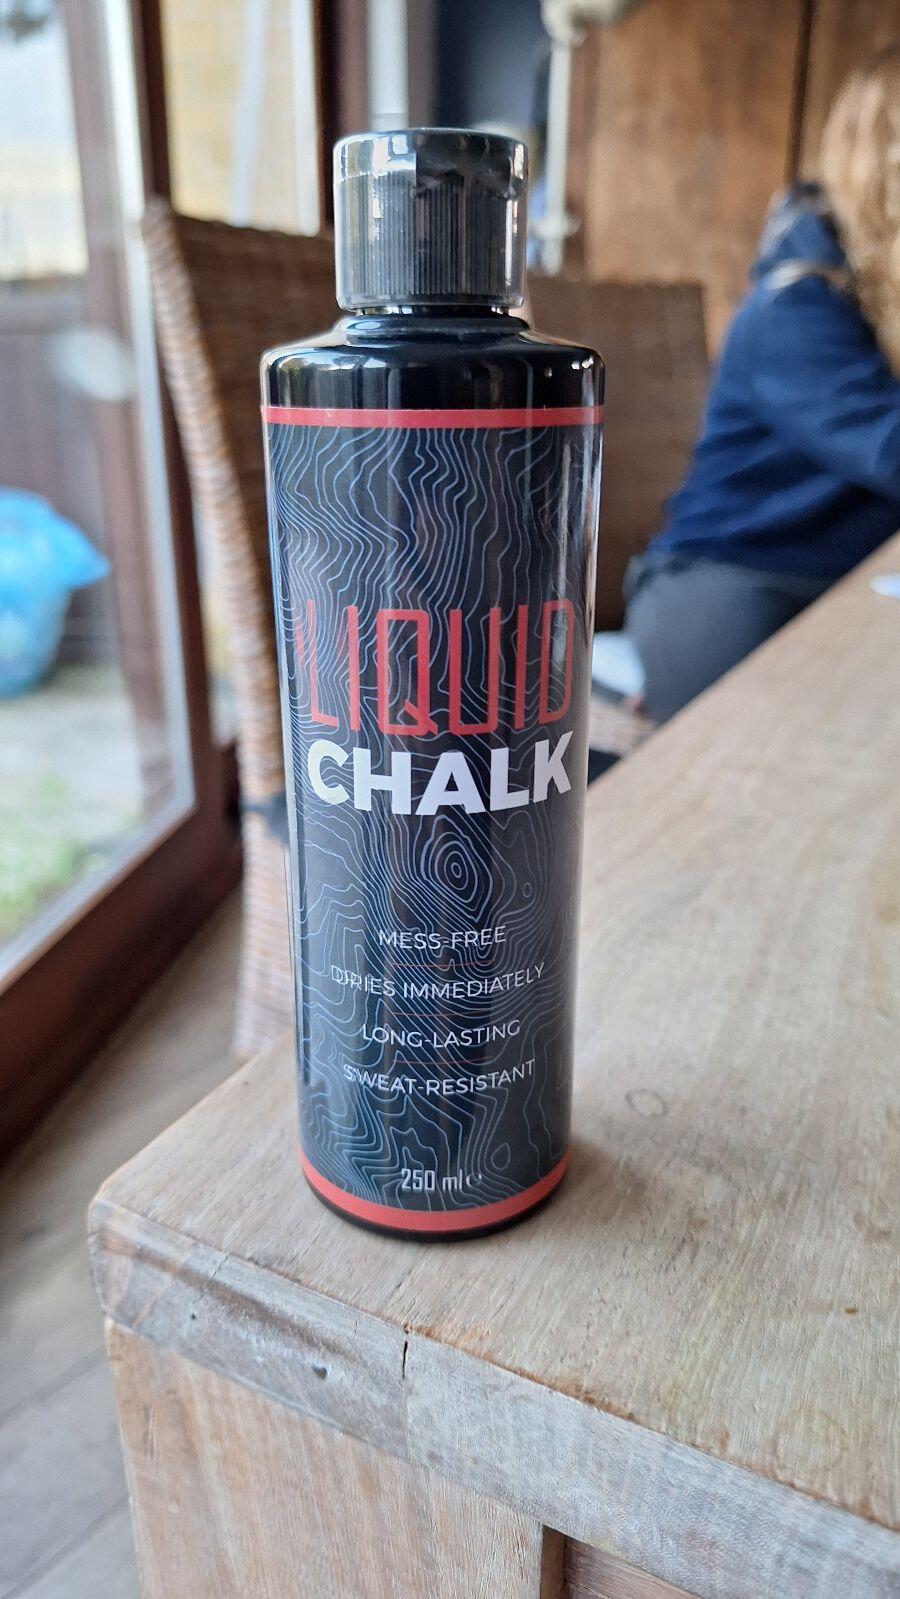 LIQUID
CHALK
MESS-FREE
DRIES IMMEDIATELY
LONG-LASTING
SWEAT-RESISTANT
250 ml ℮